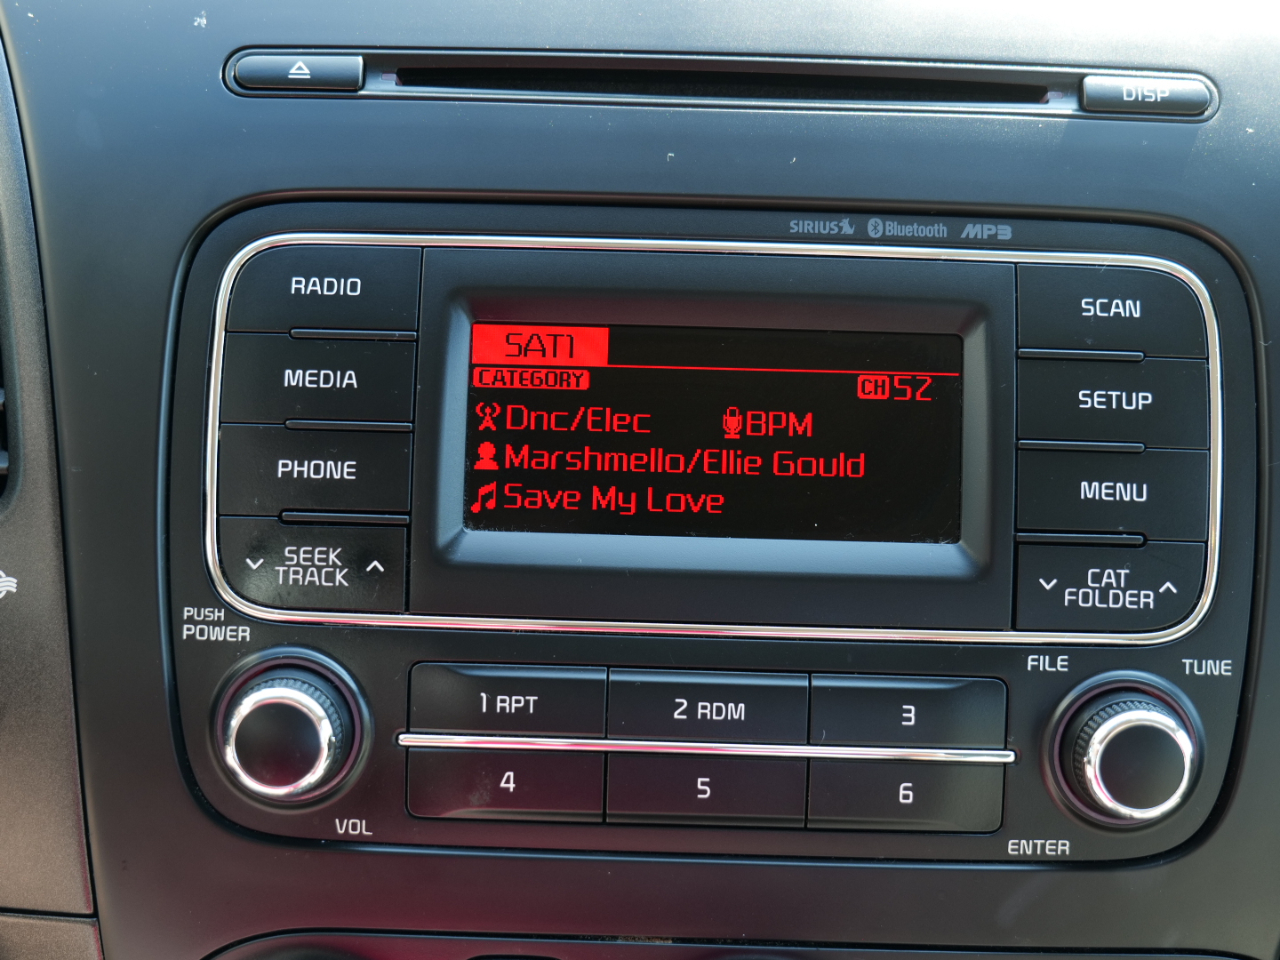 DISP
SIRIUS Bluetooth MP3
RADIO
MEDIA
PHONE
SEEK
TRACK
SAT1
CATEGORY CH 52
Dnc/Elec BPM
Marshmello/Ellie Gould
Save My Love
SCAN
SETUP
MENU
CAT
FOLDER
PUSH
POWER
VOL
1 RPT
2 RDM
3
4
5
6
FILE
TUNE
ENTER